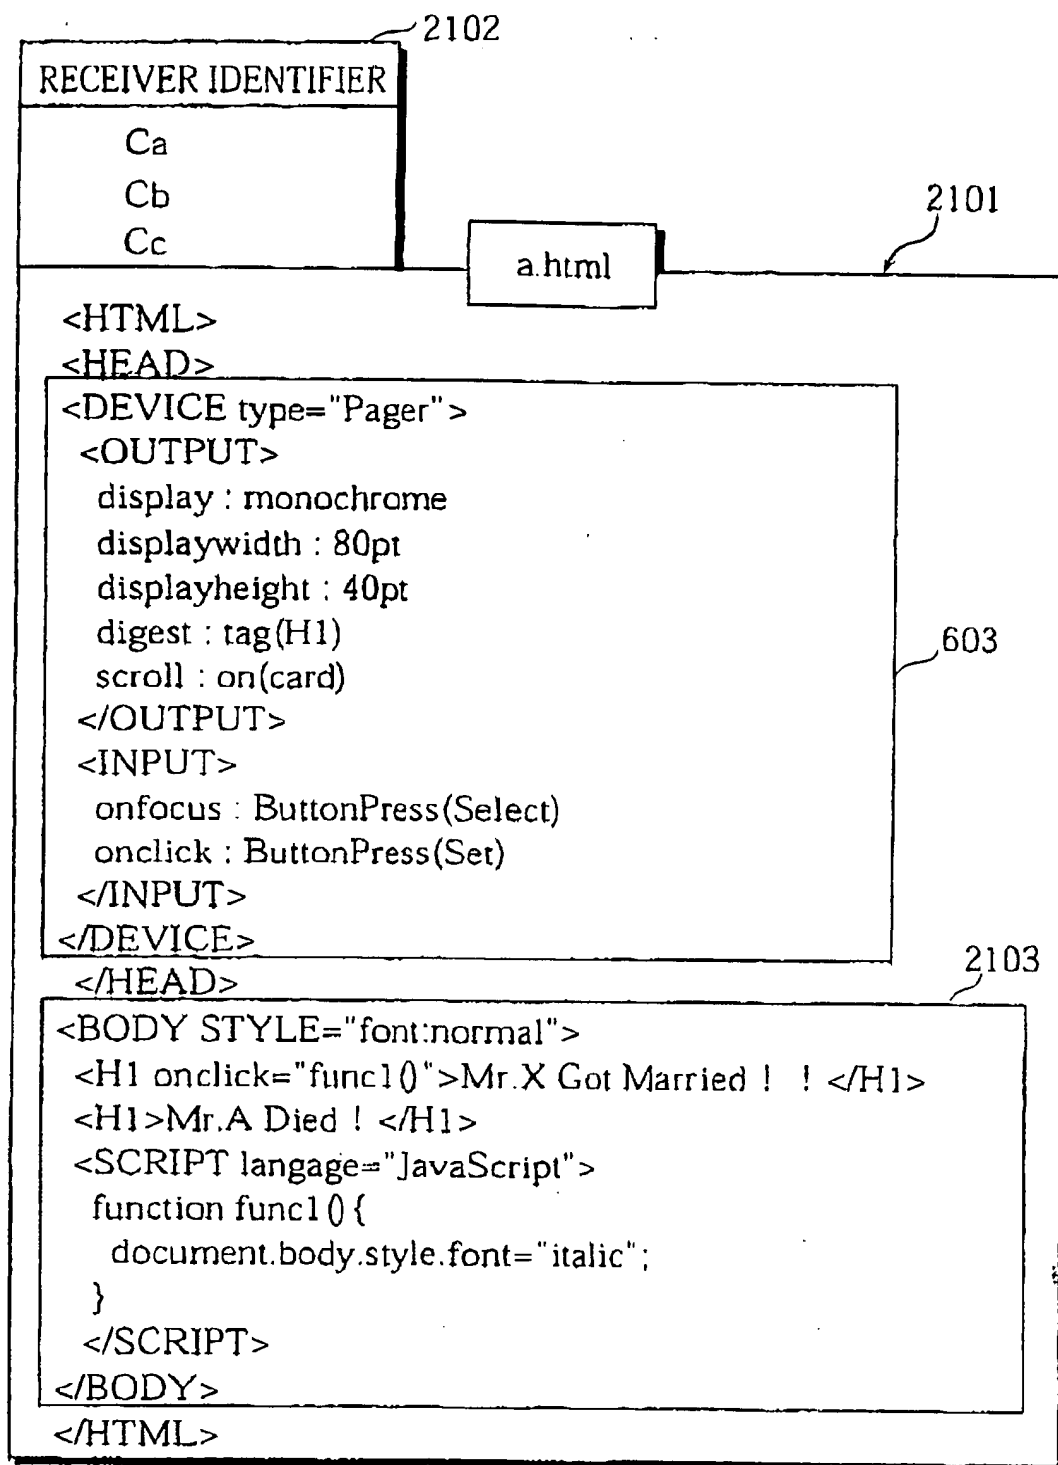 2102
RECEIVER IDENTIFIER
Ca
Cb
Cc
2101
a.html
<HTML>
<HEAD>
<DEVICE type="Pager">
<OUTPUT>
display : monochrome
displaywidth : 80pt
displayheight : 40pt
digest : tag(H1)
scroll : on(card)
</OUTPUT>
<INPUT>
onfocus : ButtonPress(Select)
onclick : ButtonPress(Set)
</INPUT>
</DEVICE>
603
</HEAD>
2103
<BODY STYLE="font:normal">
<H1 onclick="func1()">Mr.X Got Married ! ! </H1>
<H1>Mr.A Died ! </H1>
<SCRIPT langage="JavaScript">
function func1() {
document.body.style.font="italic";
}
</SCRIPT>
</BODY>
</HTML>